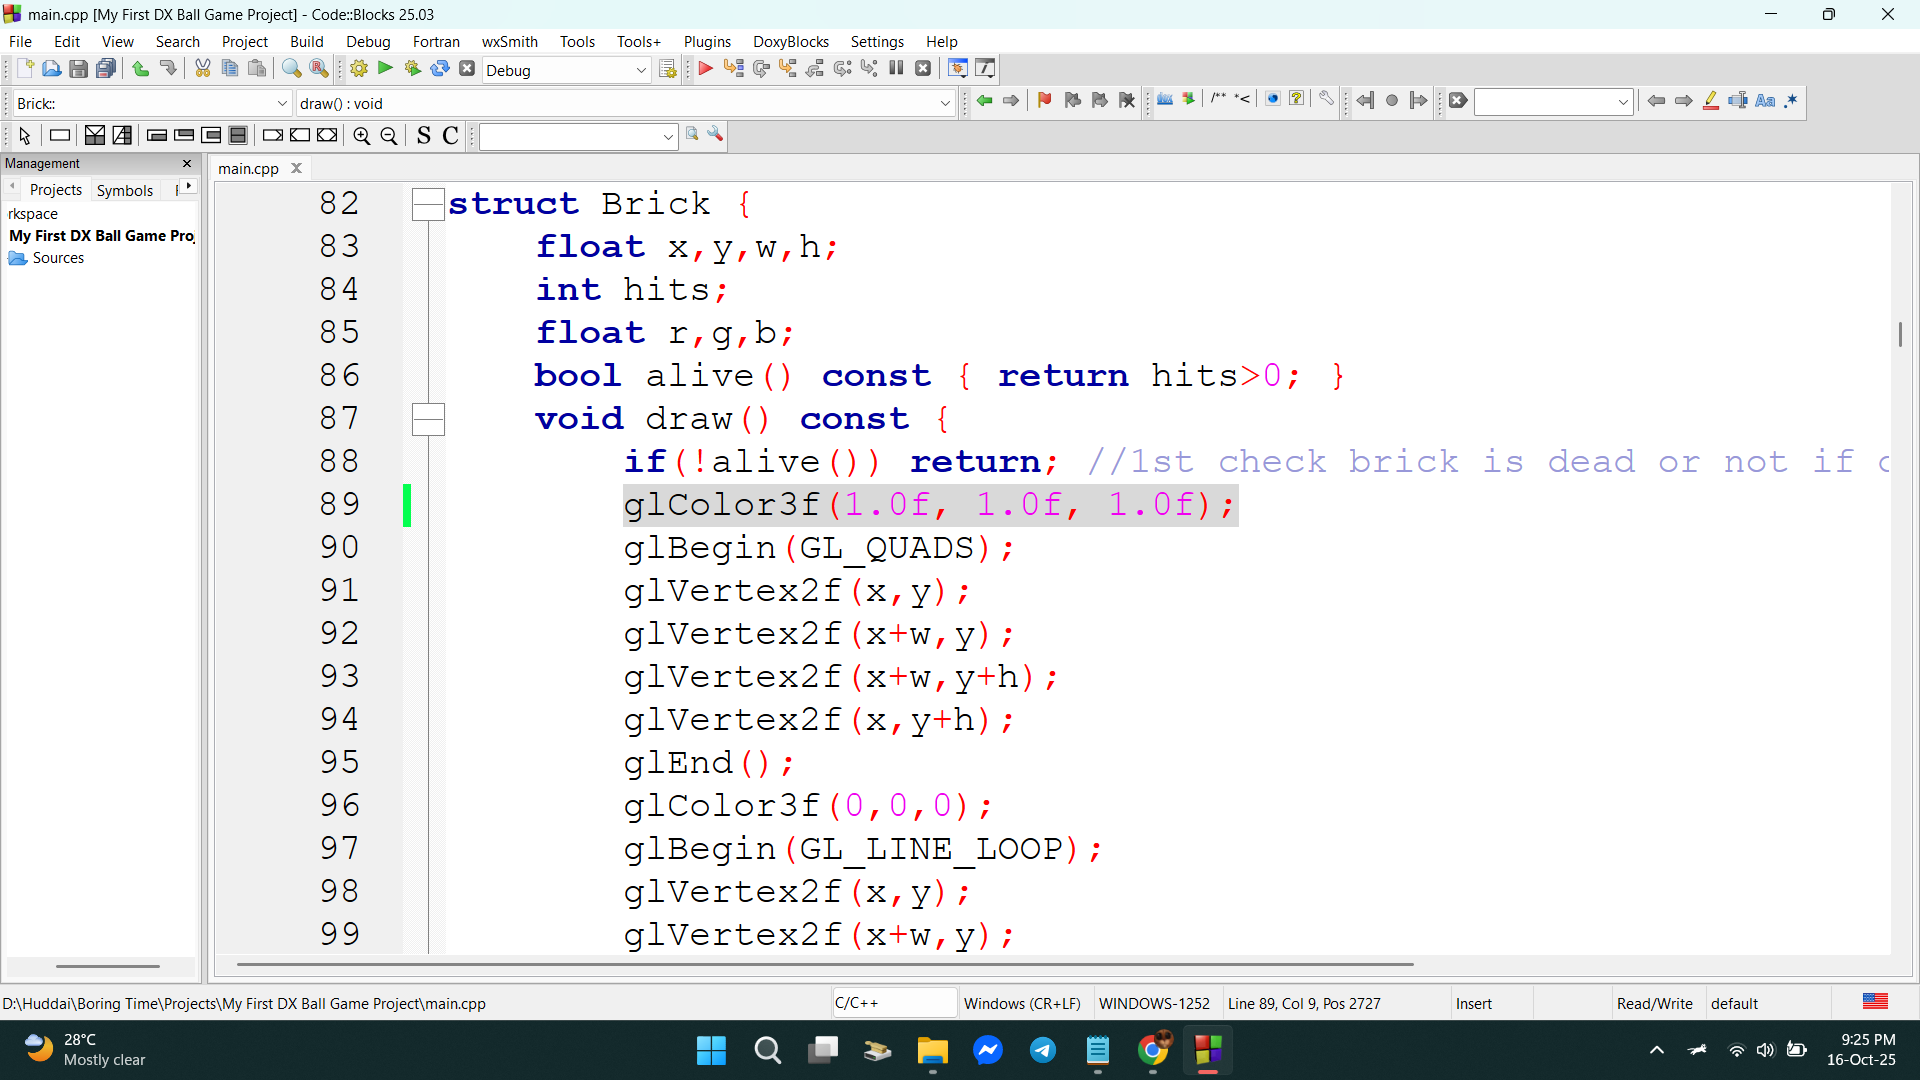 main.cpp [My First DX Ball Game Project] - Code::Blocks 25.03
File Edit View Search Project Build Debug Fortran wxSmith Tools Tools+ Plugins DoxyBlocks Settings Help
Debug
Brick:: draw() : void
/** *<
Aa .*
S C
Management
main.cpp
Projects Symbols
rkspace
My First DX Ball Game Proj
Sources
82 struct Brick {
83 float x,y,w,h;
84 int hits;
85 float r,g,b;
86 bool alive() const { return hits>0; }
87 void draw() const {
88 if(!alive()) return; //1st check brick is dead or not if
89 glColor3f(1.0f, 1.0f, 1.0f);
90 glBegin(GL_QUADS);
91 glVertex2f(x,y);
92 glVertex2f(x+w,y);
93 glVertex2f(x+w,y+h);
94 glVertex2f(x,y+h);
95 glEnd();
96 glColor3f(0,0,0);
97 glBegin(GL_LINE_LOOP);
98 glVertex2f(x,y);
99 glVertex2f(x+w,y);
D:\Huddai\Boring Time\Projects\My First DX Ball Game Project\main.cpp C/C++ Windows (CR+LF) WINDOWS-1252 Line 89, Col 9, Pos 2727 Insert Read/Write default
28°C
Mostly clear
9:25 PM
16-Oct-25